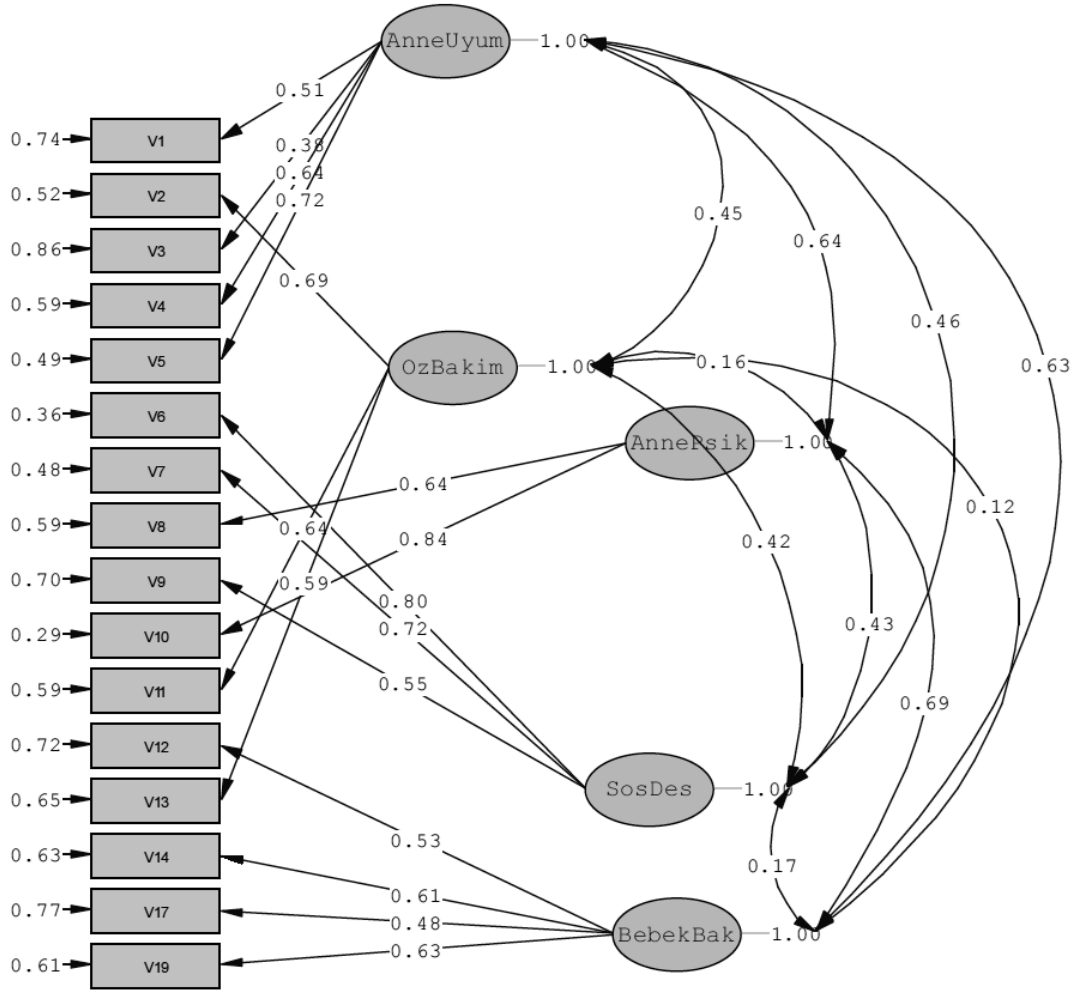 AnneUyum 1.00
0.51
0.74 V1
0.38
0.64
0.52 V2
0.72
0.45
0.86 V3
0.64
0.69
0.59 V4
0.46
0.49 V5
0.16
0.63
OzBakim 1.00
0.36 V6
AnnePsik 1.00
0.48 V7
0.64
0.12
0.59 V8
0.64
0.84
0.42
0.70 V9
0.59
0.80
0.29 V10
0.72
0.43
0.59 V11
0.55
0.69
0.72 V12
SosDes 1.00
0.65 V13
0.53
0.63 V14
0.17
0.61
0.77 V17
0.48
BebekBak 1.00
0.63
0.61 V19